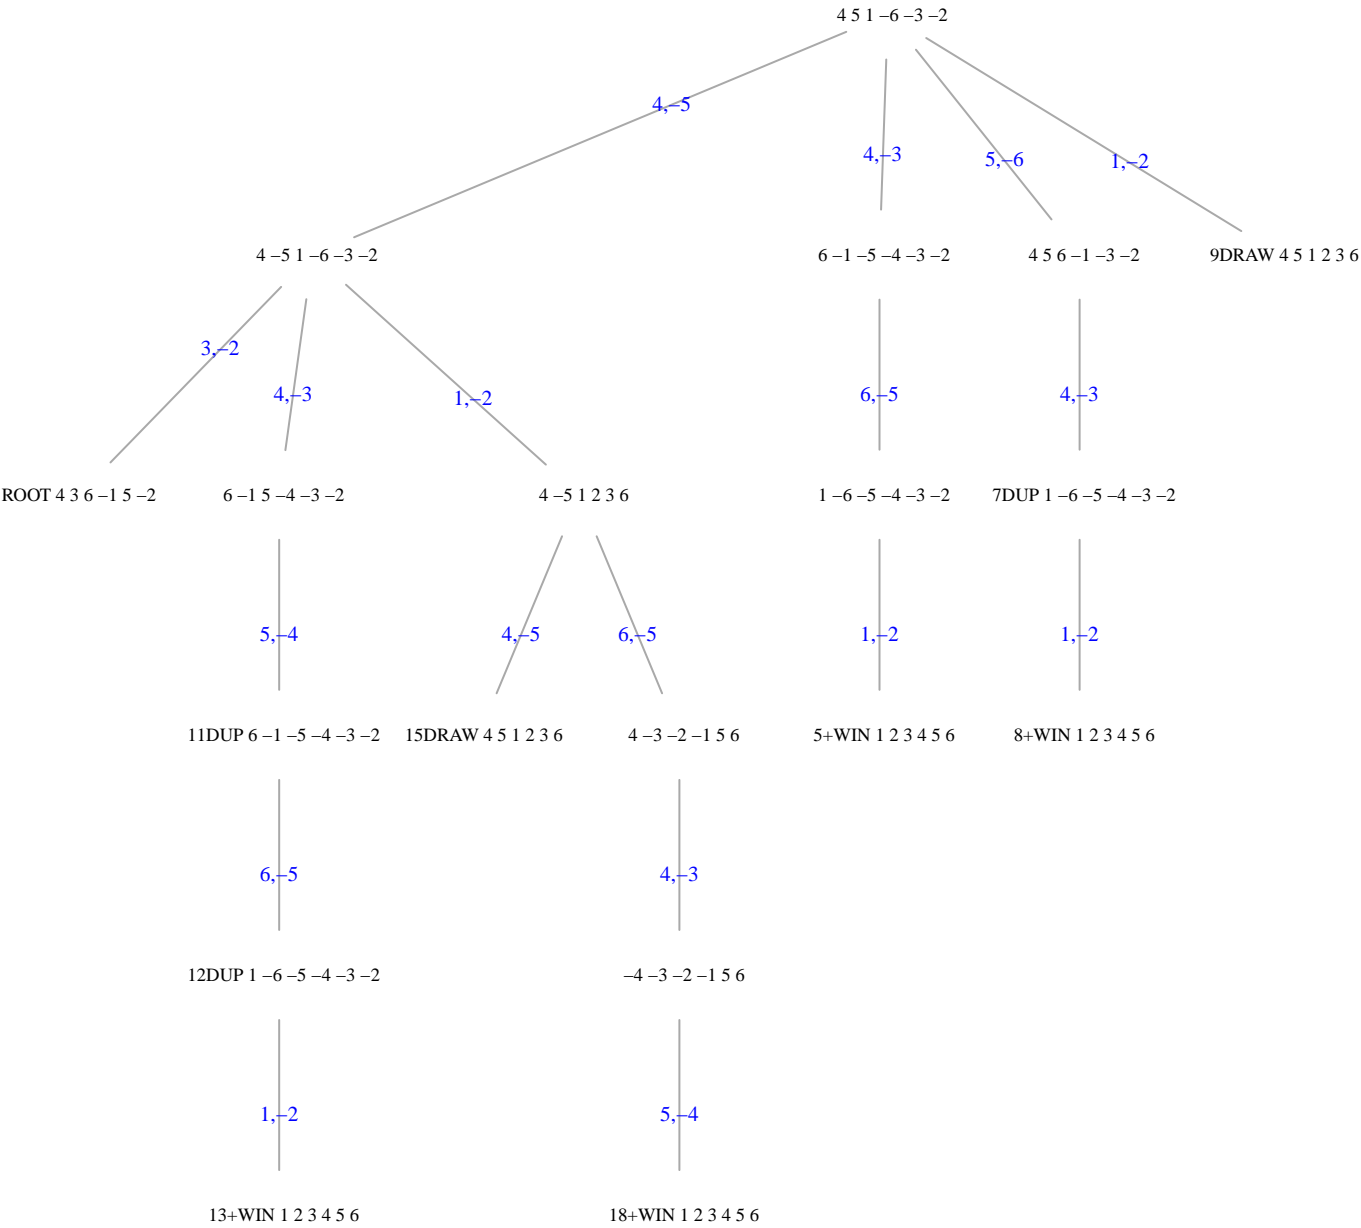 4 5 1 –6 –3 –2
4,–5
4,–3
5,–6
1,–2
4 –5 1 –6 –3 –2
6 –1 –5 –4 –3 –2
4 5 6 –1 –3 –2
9DRAW 4 5 1 2 3 6
3,–2
4,–3
1,–2
6,–5
4,–3
ROOT 4 3 6 –1 5 –2
6 –1 5 –4 –3 –2
4 –5 1 2 3 6
1 –6 –5 –4 –3 –2
7DUP 1 –6 –5 –4 –3 –2
5,–4
4,–5
6,–5
1,–2
1,–2
11DUP 6 –1 –5 –4 –3 –2
15DRAW 4 5 1 2 3 6
4 –3 –2 –1 5 6
5+WIN 1 2 3 4 5 6
8+WIN 1 2 3 4 5 6
6,–5
4,–3
12DUP 1 –6 –5 –4 –3 –2
–4 –3 –2 –1 5 6
1,–2
5,–4
13+WIN 1 2 3 4 5 6
18+WIN 1 2 3 4 5 6